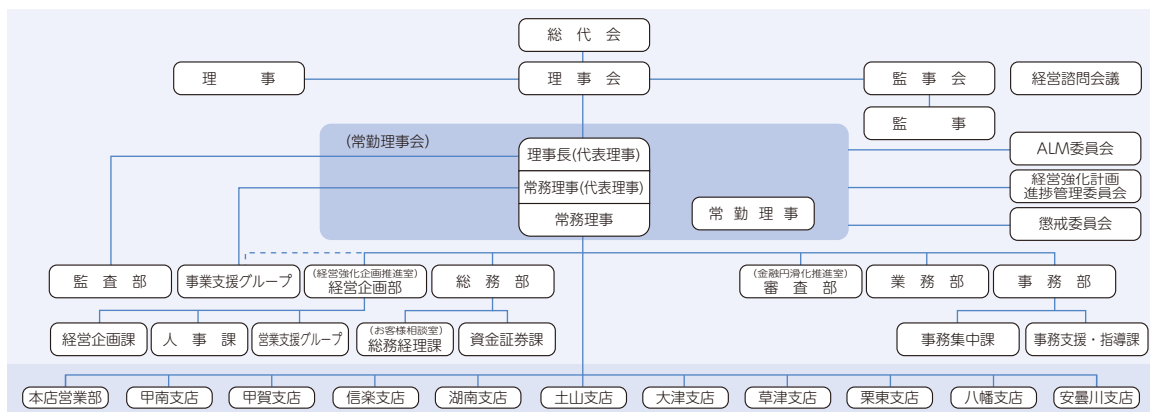 総代会
理事
理事会
監事会
経営諮問会議
監事
(常勤理事会)
理事長(代表理事)
ALM委員会
常務理事(代表理事)
経営強化計画
進捗管理委員会
常務理事
常勤理事
懲戒委員会
監査部
事業支援グループ
(経営強化企画推進室)
経営企画部
総務部
(金融円滑化推進室)
審査部
業務部
事務部
経営企画課
人事課
営業支援グループ
(お客様相談室)
総務経理課
資金証券課
事務集中課
事務支援・指導課
本店営業部
甲南支店
甲賀支店
信楽支店
湖南支店
土山支店
大津支店
草津支店
栗東支店
八幡支店
安曇川支店